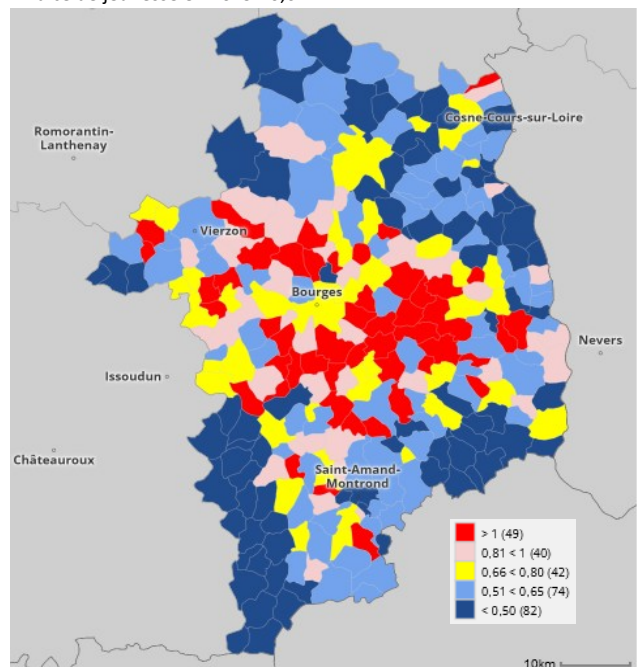 Romorantin-
Lanthenay
Cosne-Cours-sur-Loire
Vierzon
Bourges
Nevers
Issoudun
Châteauroux
Saint-Amand-
Montrond
> 1 (49)
0,81 < 1 (40)
0,66 < 0,80 (42)
0,51 < 0,65 (74)
< 0,50 (82)
10km